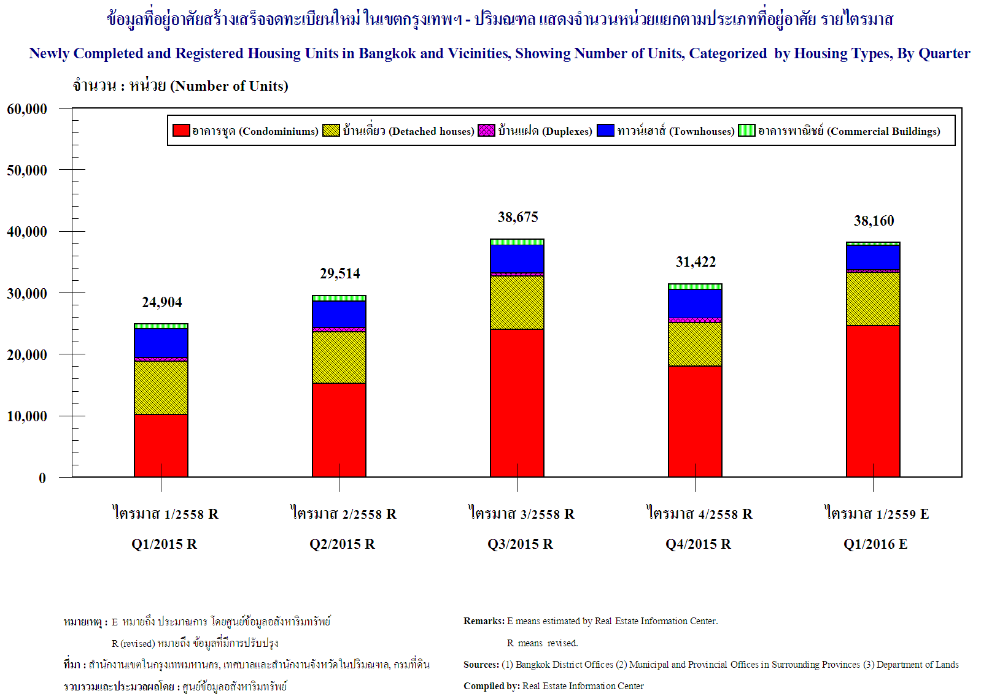 ข้อมูลที่อยู่อาศัยสร้างเสร็จจดทะเบียนใหม่ ในเขตกรุงเทพฯ - ปริมณฑล แสดงจำนวนหน่วยแยกตามประเภทที่อยู่อาศัย รายไตรมาส
Newly Completed and Registered Housing Units in Bangkok and Vicinities, Showing Number of Units, Categorized by Housing Types, By Quarter
จำนวน : หน่วย (Number of Units)
60,000
อาคารชุด (Condominiums) บ้านเดี่ยว (Detached houses) บ้านแฝด (Duplexes) ทาวน์เฮาส์ (Townhouses) อาคารพาณิชย์ (Commercial Buildings)
50,000
38,675
38,160
40,000
31,422
29,514
30,000
24,904
20,000
10,000
0
ไตรมาส 1/2558 R ไตรมาส 2/2558 R ไตรมาส 3/2558 R ไตรมาส 4/2558 R ไตรมาส 1/2559 E
Q1/2015 R Q2/2015 R Q3/2015 R Q4/2015 R Q1/2016 E
หมายเหตุ : E หมายถึง ประมาณการ โดยศูนย์ข้อมูลอสังหาริมทรัพย์
R (revised) หมายถึง ข้อมูลที่มีการปรับปรุง
ที่มา : สำนักงานเขตในกรุงเทพมหานคร, เทศบาลและสำนักงานจังหวัดในปริมณฑล, กรมที่ดิน
รวบรวมและประมวลผลโดย : ศูนย์ข้อมูลอสังหาริมทรัพย์
Remarks: E means estimated by Real Estate Information Center.
R means revised.
Sources: (1) Bangkok District Offices (2) Municipal and Provincial Offices in Surrounding Provinces (3) Department of Lands
Compiled by: Real Estate Information Center